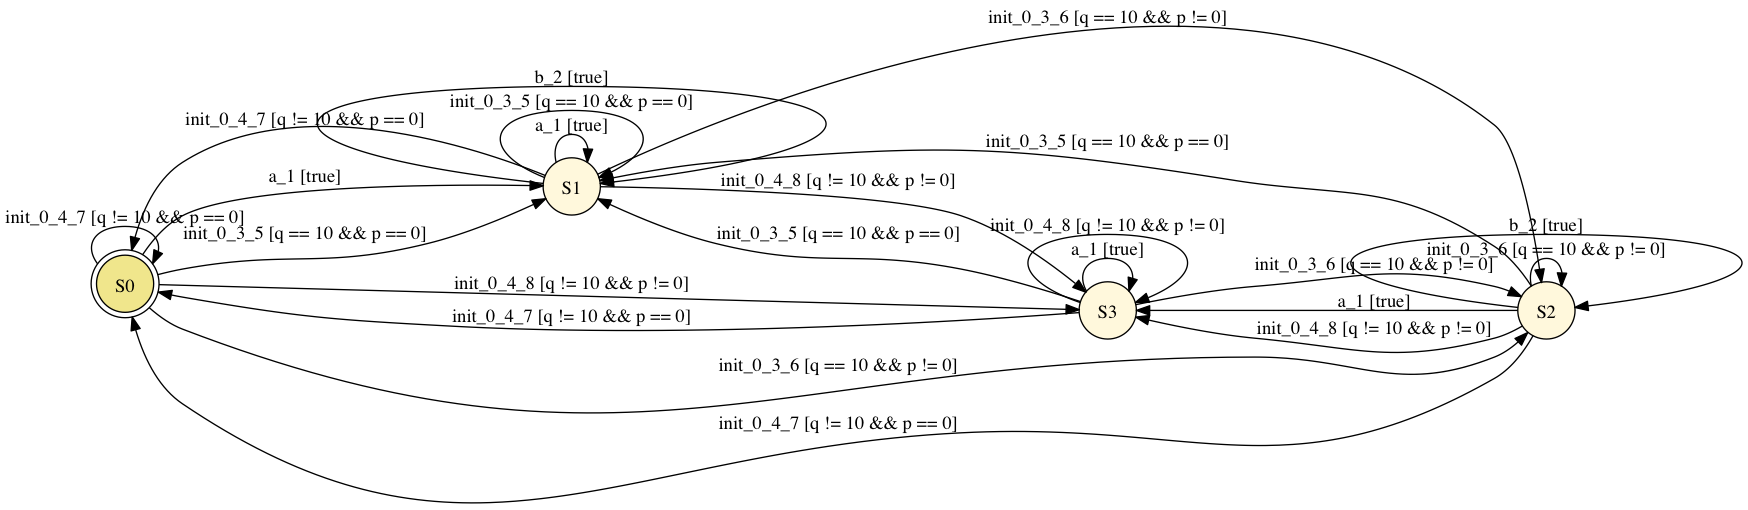 init_0_3_6 [q == 10 && p != 0]
b_2 [true]
init_0_3_5 [q == 10 && p == 0]
init_0_4_7 [q != 10 && p == 0]
a_1 [true]
init_0_3_5 [q == 10 && p == 0]
a_1 [true]
S1
init_0_4_8 [q != 10 && p != 0]
init_0_4_7 [q != 10 && p == 0]
init_0_3_5 [q == 10 && p == 0]
init_0_3_5 [q == 10 && p == 0]
init_0_4_8 [q != 10 && p != 0]
b_2 [true]
a_1 [true]
init_0_3_6 [q == 10 && p != 0]
init_0_3_6 [q == 10 && p != 0]
S0
init_0_4_8 [q != 10 && p != 0]
a_1 [true]
S3
S2
init_0_4_7 [q != 10 && p == 0]
init_0_4_8 [q != 10 && p != 0]
init_0_3_6 [q == 10 && p != 0]
init_0_4_7 [q != 10 && p == 0]